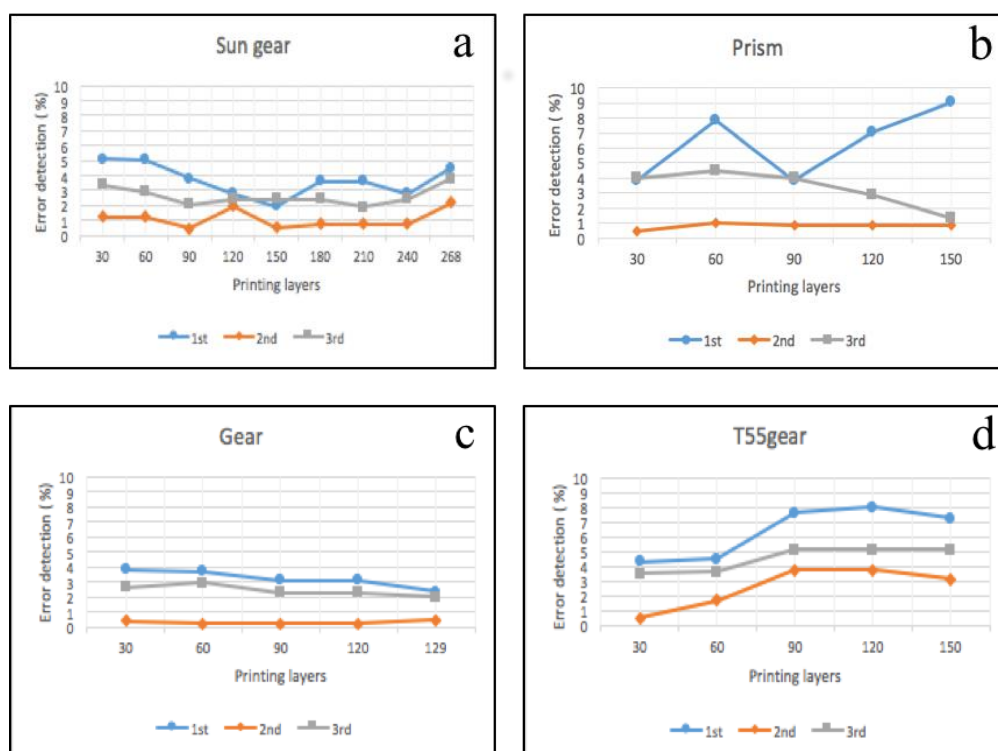 Sun gear a
Error detection ( %)
10
9
8
7
6
5
4
3
2
1
0
30 60 90 120 150 180 210 240 268
Printing layers
1st 2nd 3rd
Prism b
Error detection ( %)
10
9
8
7
6
5
4
3
2
1
0
30 60 90 120 150
Printing layers
1st 2nd 3rd
Gear c
Error detection ( %)
10
9
8
7
6
5
4
3
2
1
0
30 60 90 120 129
Printing layers
1st 2nd 3rd
T55gear d
Error detection ( %)
10
9
8
7
6
5
4
3
2
1
0
30 60 90 120 150
Printing layers
1st 2nd 3rd